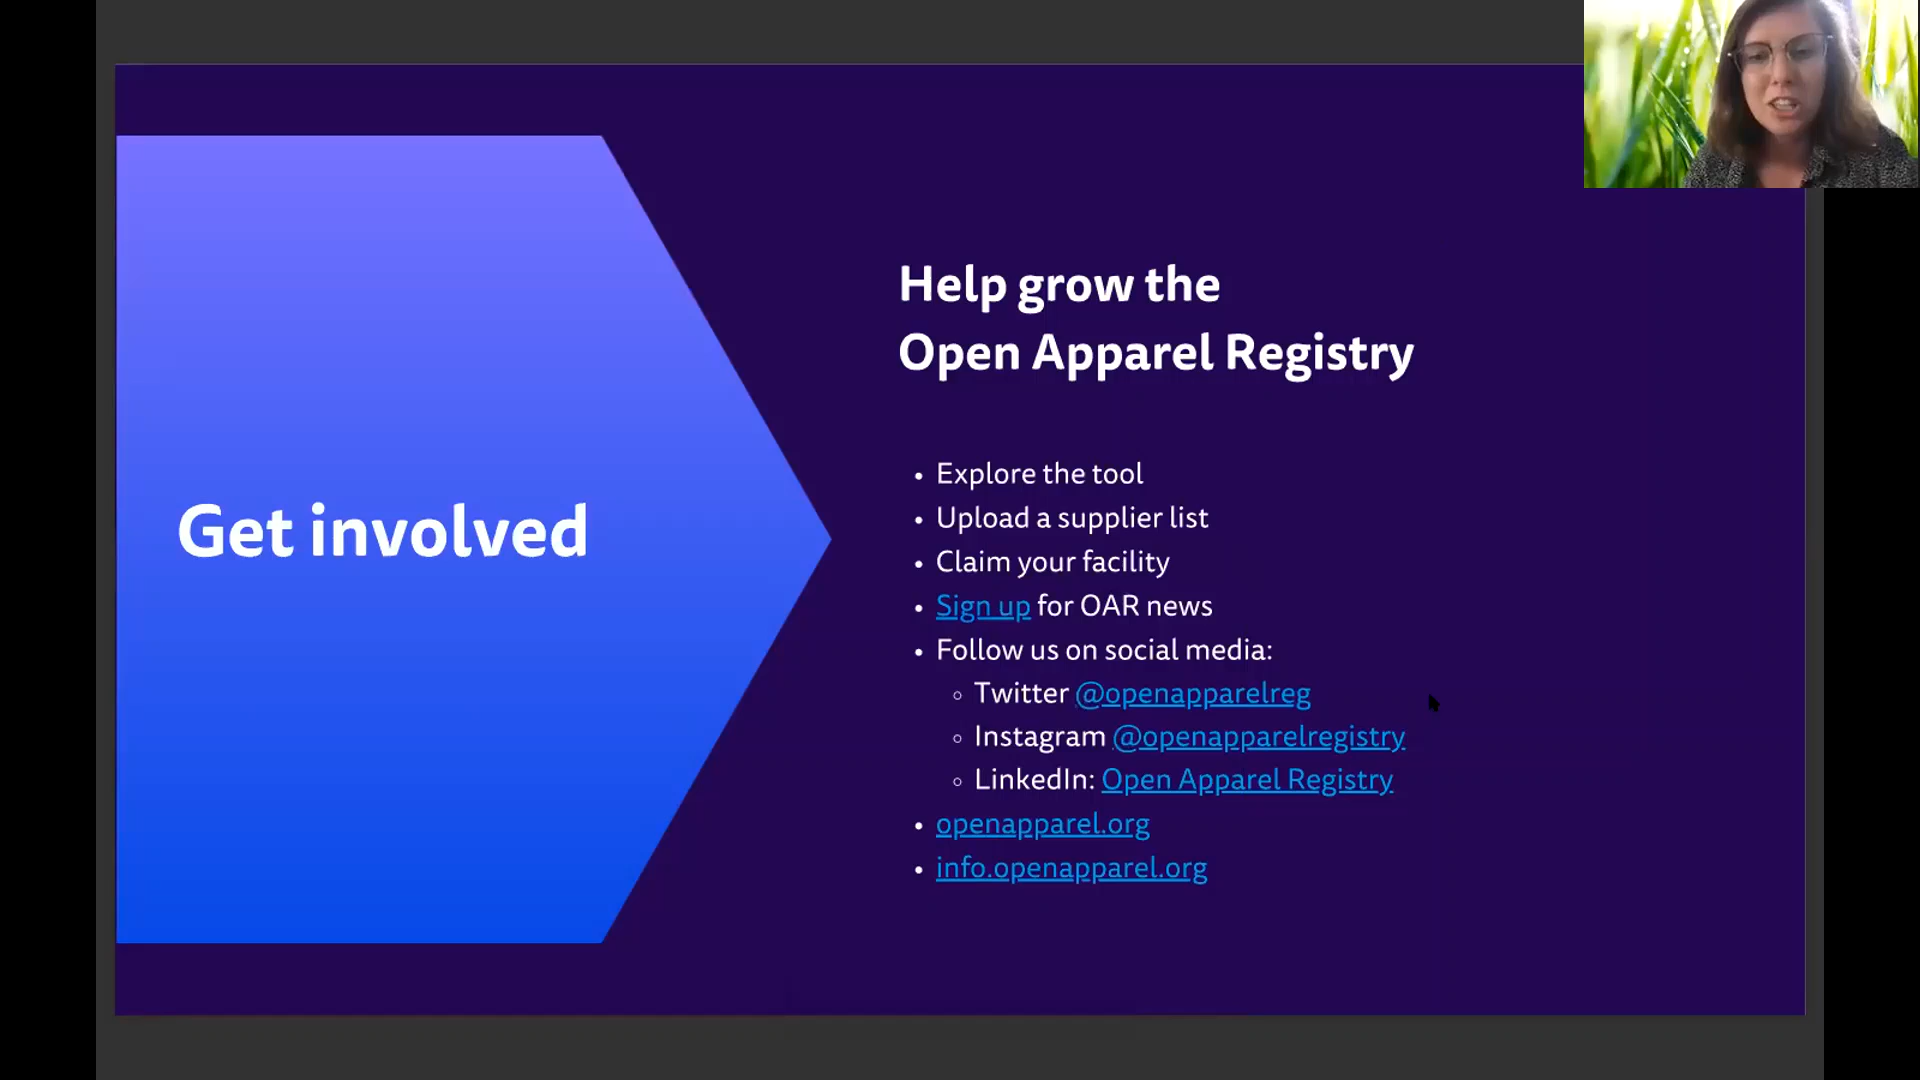 Get involved
Help grow the
Open Apparel Registry
• Explore the tool
• Upload a supplier list
• Claim your facility
• Sign up for OAR news
• Follow us on social media:
◦ Twitter @openapparelreg
◦ Instagram @openapparelregistry
◦ LinkedIn: Open Apparel Registry
• openapparel.org
• info.openapparel.org